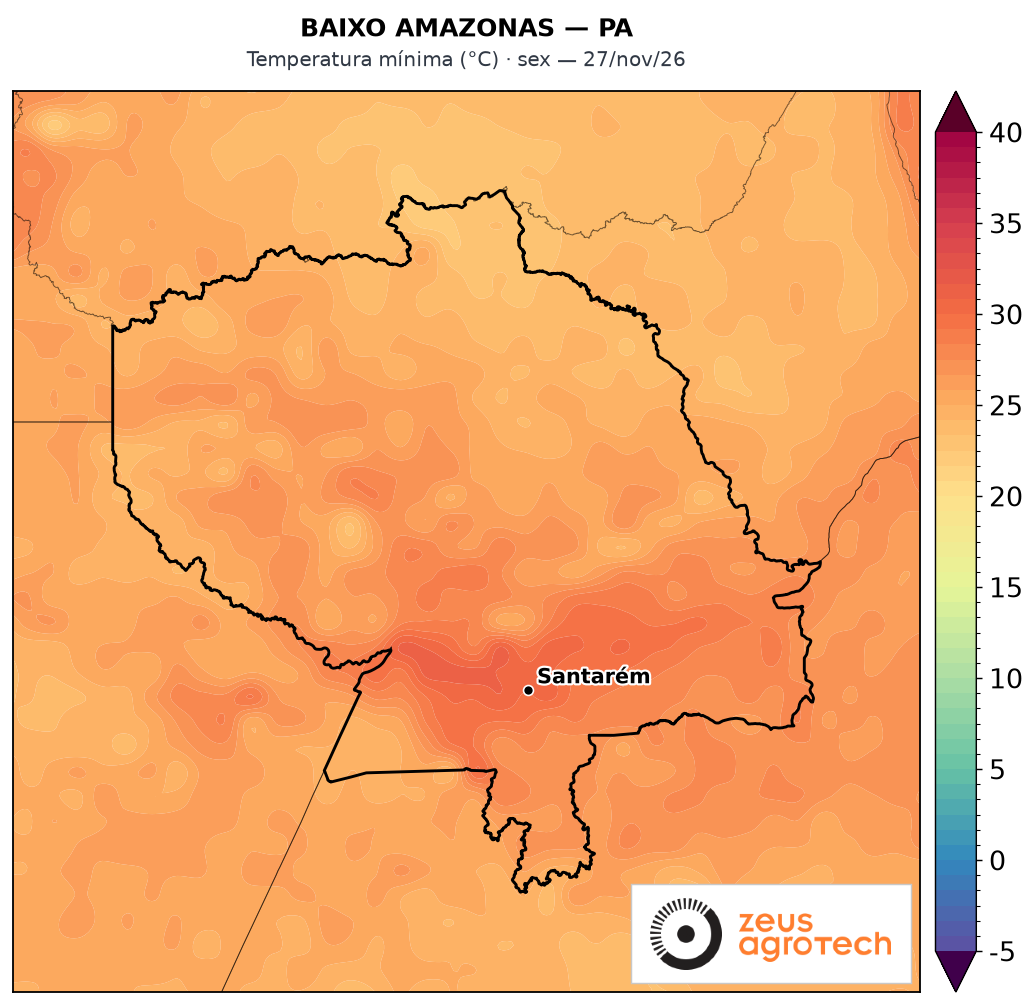 BAIXO AMAZONAS — PA
Temperatura mínima (°C) · sex — 27/nov/26
40
35
30
25
20
15
10
5
0
-5
Santarém
zeus
agrotech